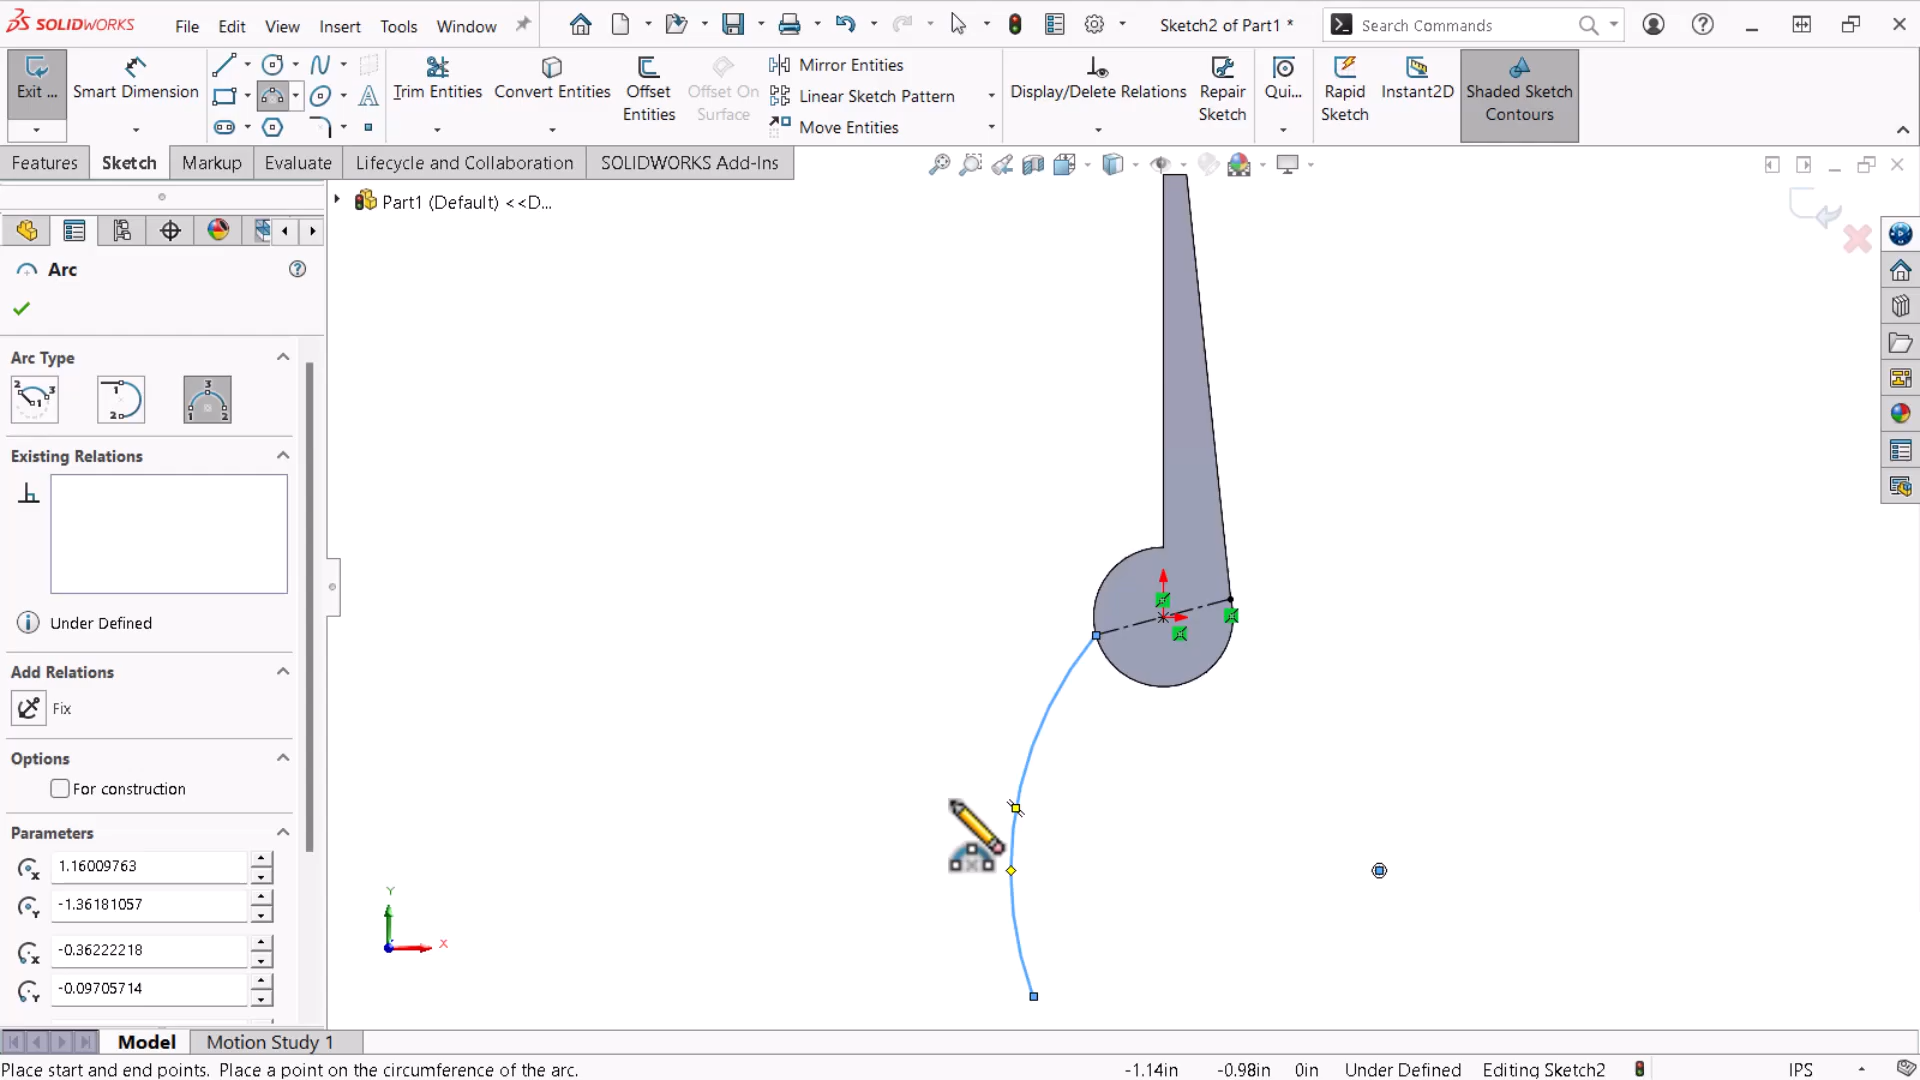 SOLIDWORKS File Edit View Insert Tools Window Sketch2 of Part1 * Search Commands
Exit ... Smart Dimension Trim Entities Convert Entities Offset Entities Offset On Surface Mirror Entities Linear Sketch Pattern Move Entities Display/Delete Relations Repair Sketch Qui... Rapid Sketch Instant2D Shaded Sketch Contours
Features Sketch Markup Evaluate Lifecycle and Collaboration SOLIDWORKS Add-Ins
Part1 (Default) <<D...
Arc
Arc Type
Existing Relations
Under Defined
Add Relations
Fix
Options
For construction
Parameters
1.16009763
-1.36181057
-0.36222218
-0.09705714
Y
X
Model Motion Study 1
Place start and end points. Place a point on the circumference of the arc. -1.14in -0.98in 0in Under Defined Editing Sketch2 IPS